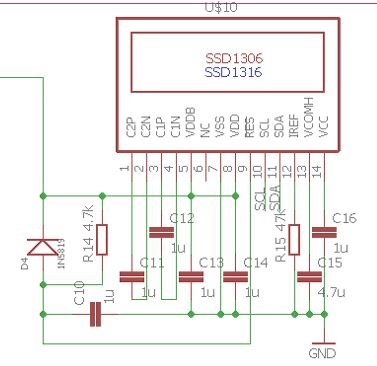 U$10
SSD1306
SSD1316
C2P
C2N
C1P
C1N
VDDB
NC
VSS
VDD
RES
SCL
SDA
IREF
VCOMH
VCC
1
2
3
4
5
6
7
8
9
10
11
12
13
14
SCL
SDA
R14 4.7k
C12
1u
R15 47k
C16
1u
D4
1N5819
C11
1u
C13
1u
C14
1u
C15
4.7u
C10
1u
GND